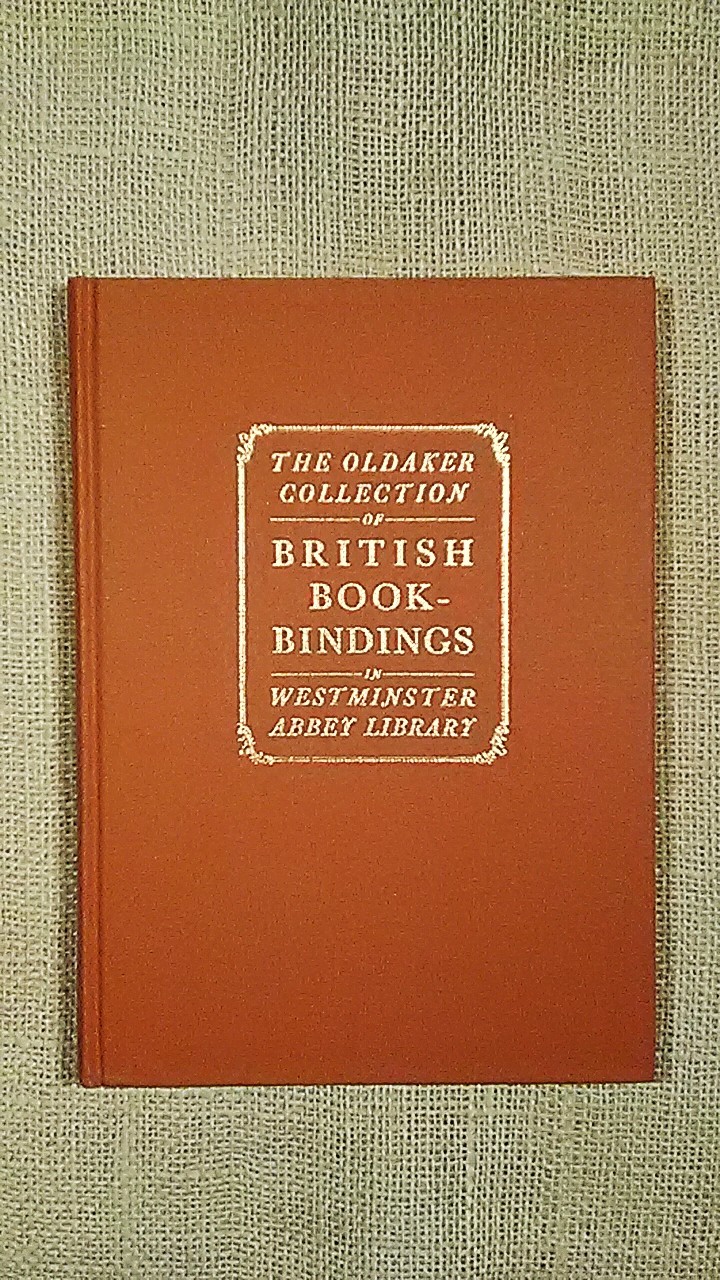 THE OLDAKER
COLLECTION
OF
BRITISH
BOOK-
BINDINGS
IN
WESTMINSTER
ABBEY LIBRARY